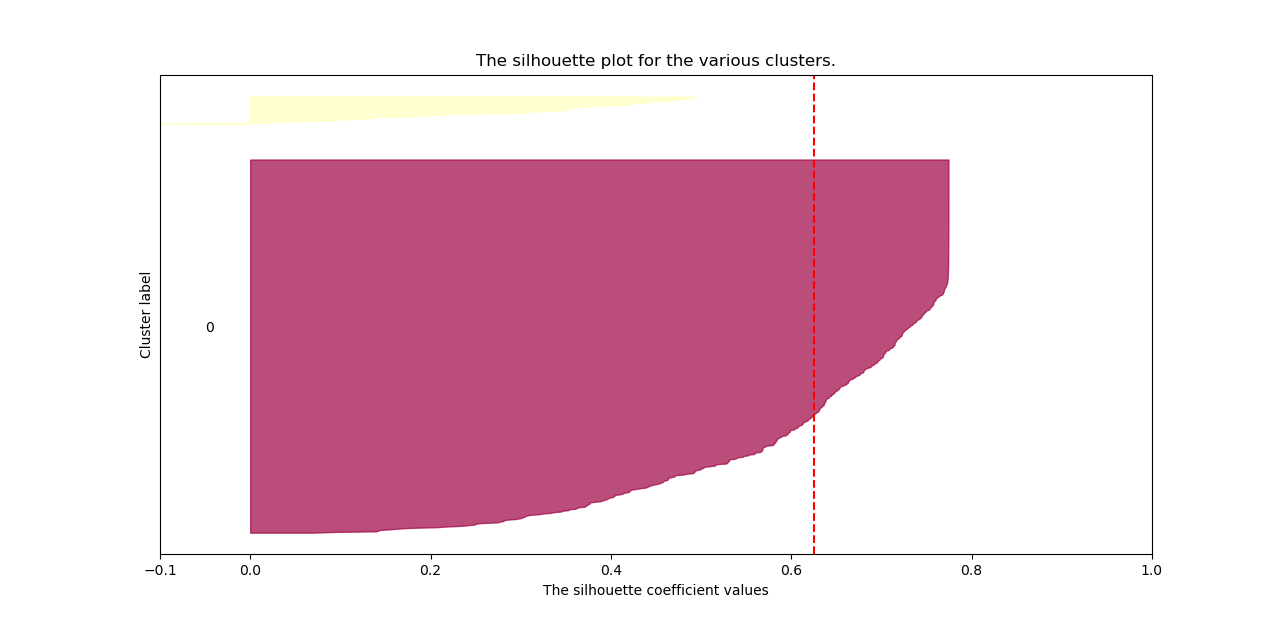 The silhouette plot for the various clusters.
Cluster label
0
−0.1 0.0 0.2 0.4 0.6 0.8 1.0
The silhouette coefficient values